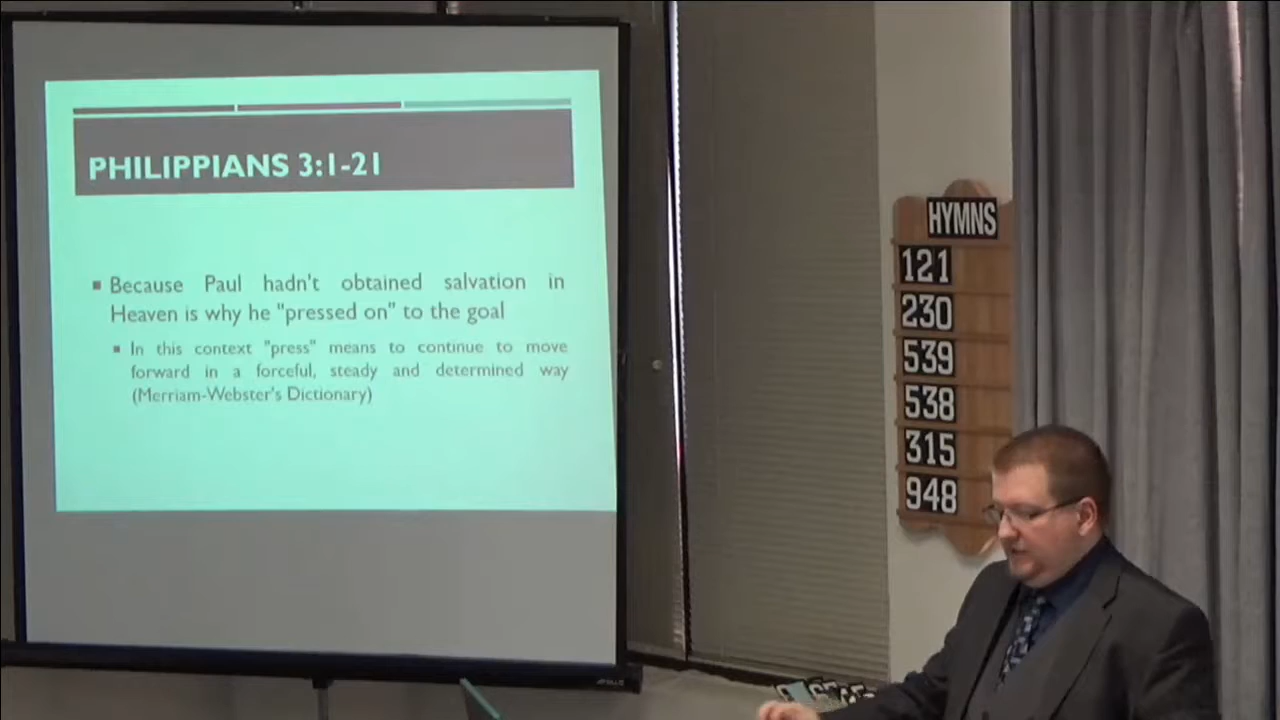 PHILIPPIANS 3:1-21
Because Paul hadn't obtained salvation in
Heaven is why he "pressed on" to the goal
In this context "press" means to continue to move
forward in a forceful, steady and determined way
(Merriam-Webster's Dictionary)
HYMNS
121
230
539
538
315
948
APOLLO